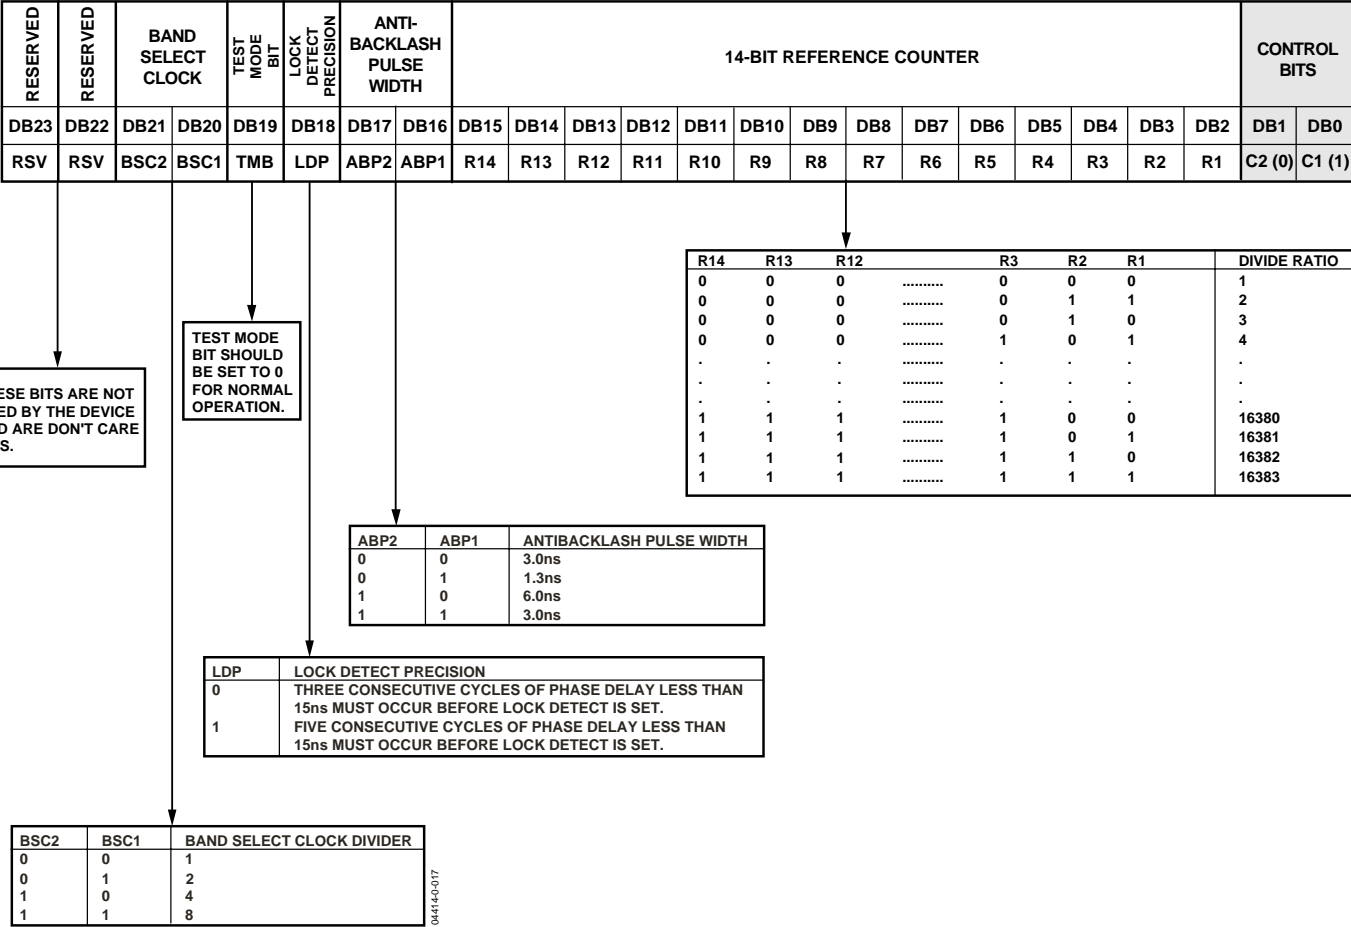 RESERVED
RESERVED
BAND
SELECT
CLOCK
TEST
MODE
BIT
LOCK
DETECT
PRECISION
ANTI-
BACKLASH
PULSE
WIDTH
14-BIT REFERENCE COUNTER
CONTROL
BITS
DB23 DB22 DB21 DB20 DB19 DB18 DB17 DB16 DB15 DB14 DB13 DB12 DB11 DB10 DB9 DB8 DB7 DB6 DB5 DB4 DB3 DB2 DB1 DB0
RSV RSV BSC2 BSC1 TMB LDP ABP2 ABP1 R14 R13 R12 R11 R10 R9 R8 R7 R6 R5 R4 R3 R2 R1 C2 (0) C1 (1)
R14 R13 R12 R3 R2 R1 DIVIDE RATIO
0 0 0 .......... 0 0 0 1
0 0 0 .......... 0 1 1 2
0 0 0 .......... 0 1 0 3
0 0 0 .......... 1 0 1 4
. . . .......... . . . .
. . . .......... . . . .
. . . .......... . . . .
1 1 1 .......... 1 0 0 16380
1 1 1 .......... 1 0 1 16381
1 1 1 .......... 1 1 0 16382
1 1 1 .......... 1 1 1 16383
TEST MODE
BIT SHOULD
BE SET TO 0
FOR NORMAL
OPERATION.
ESE BITS ARE NOT
ED BY THE DEVICE
D ARE DON'T CARE
S.
ABP2 ABP1 ANTIBACKLASH PULSE WIDTH
0 0 3.0ns
0 1 1.3ns
1 0 6.0ns
1 1 3.0ns
LDP LOCK DETECT PRECISION
0 THREE CONSECUTIVE CYCLES OF PHASE DELAY LESS THAN
15ns MUST OCCUR BEFORE LOCK DETECT IS SET.
1 FIVE CONSECUTIVE CYCLES OF PHASE DELAY LESS THAN
15ns MUST OCCUR BEFORE LOCK DETECT IS SET.
BSC2 BSC1 BAND SELECT CLOCK DIVIDER
0 0 1
0 1 2
1 0 4
1 1 8
04414-0-017